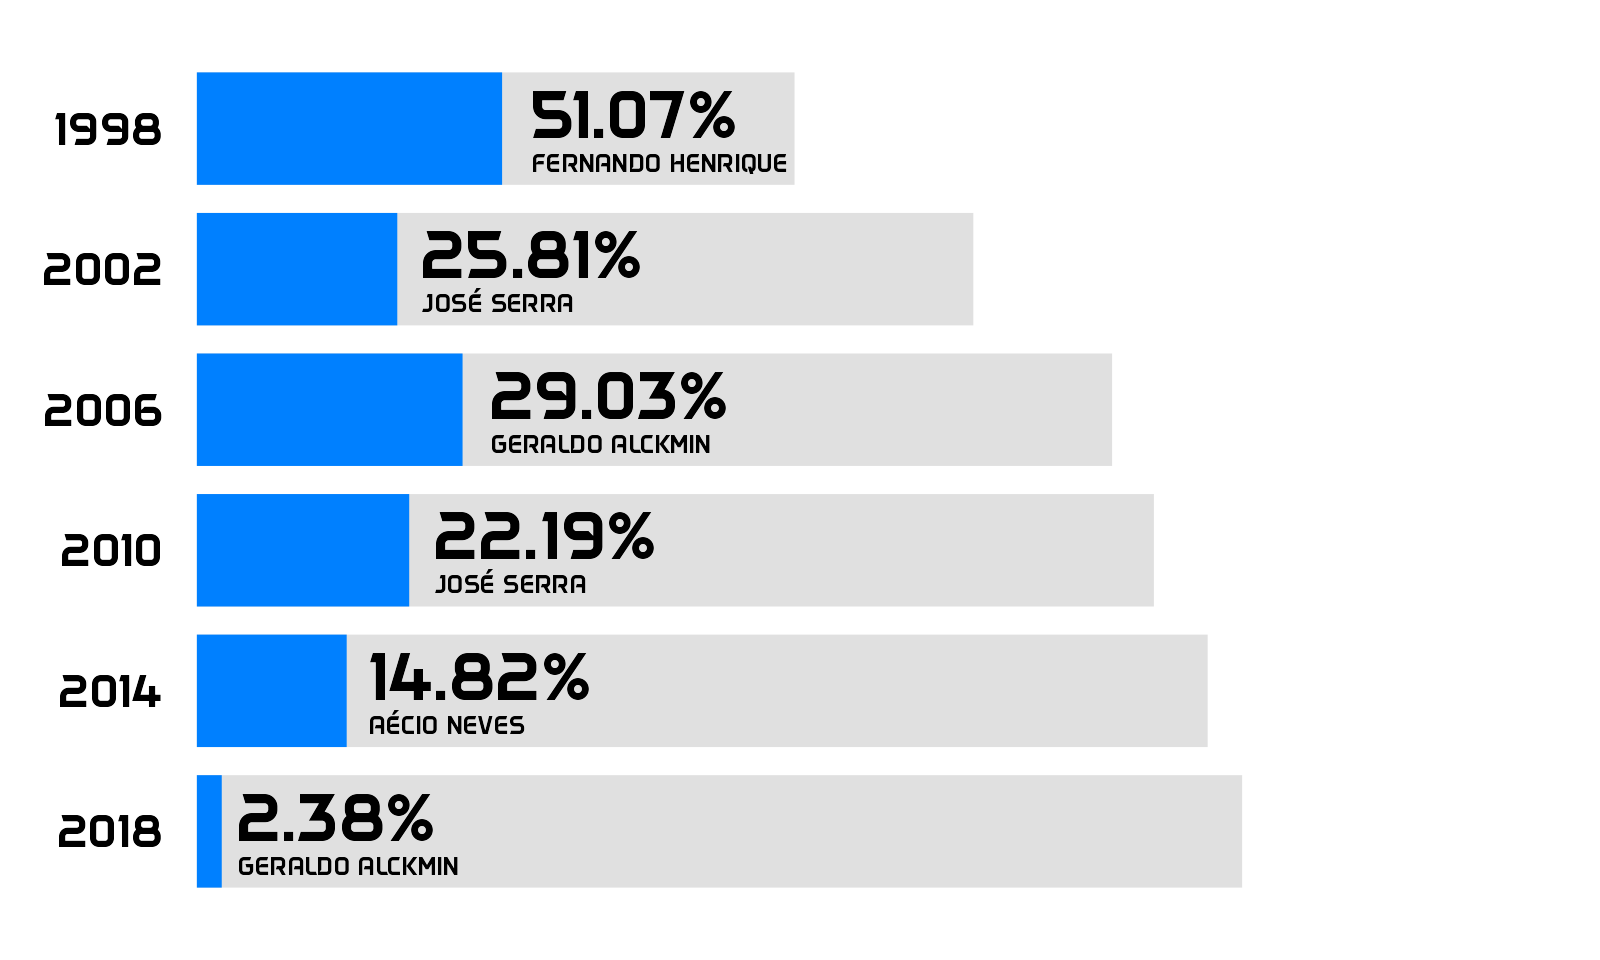 1998
51.07%
FERNANDO HENRIQUE
2002
25.81%
JOSÉ SERRA
2006
29.03%
GERALDO ALCKMIN
2010
22.19%
JOSÉ SERRA
2014
14.82%
AÉCIO NEVES
2018
2.38%
GERALDO ALCKMIN